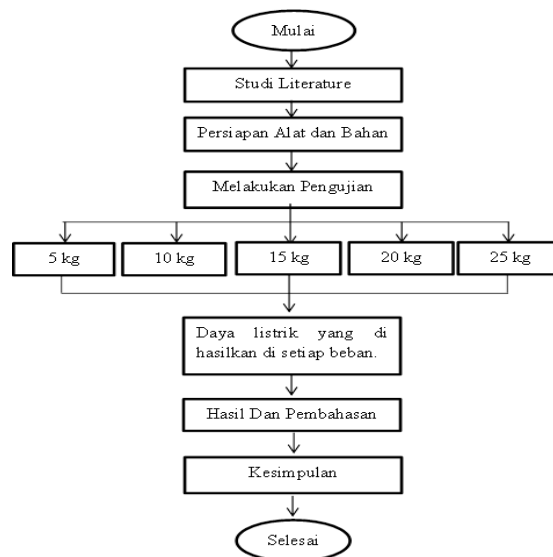 Mulai
Studi Literature
Persiapan Alat dan Bahan
Melakukan Pengujian
5 kg
10 kg
15 kg
20 kg
25 kg
Daya listrik yang di
hasilkan di setiap beban.
Hasil Dan Pembahasan
Kesimpulan
Selesai